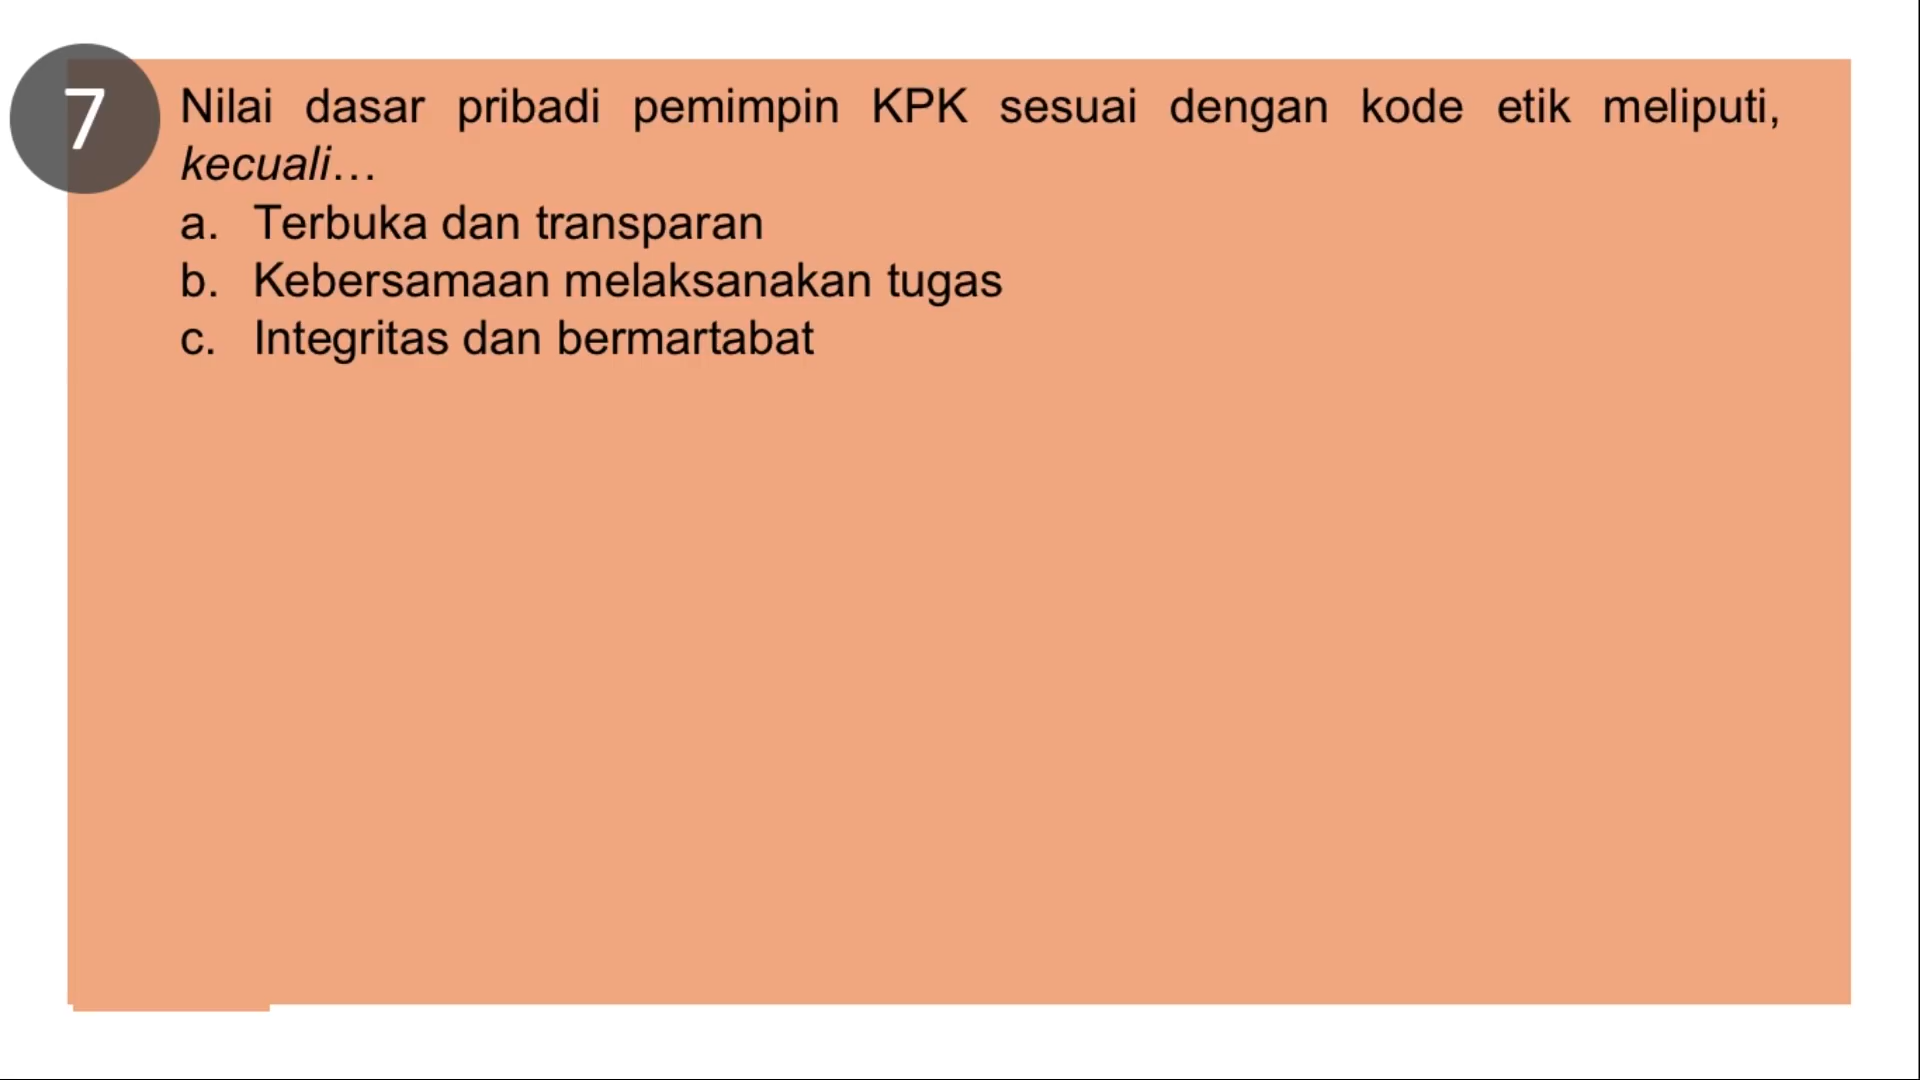 7
Nilai dasar pribadi pemimpin KPK sesuai dengan kode etik meliputi,
kecuali…
a. Terbuka dan transparan
b. Kebersamaan melaksanakan tugas
c. Integritas dan bermartabat